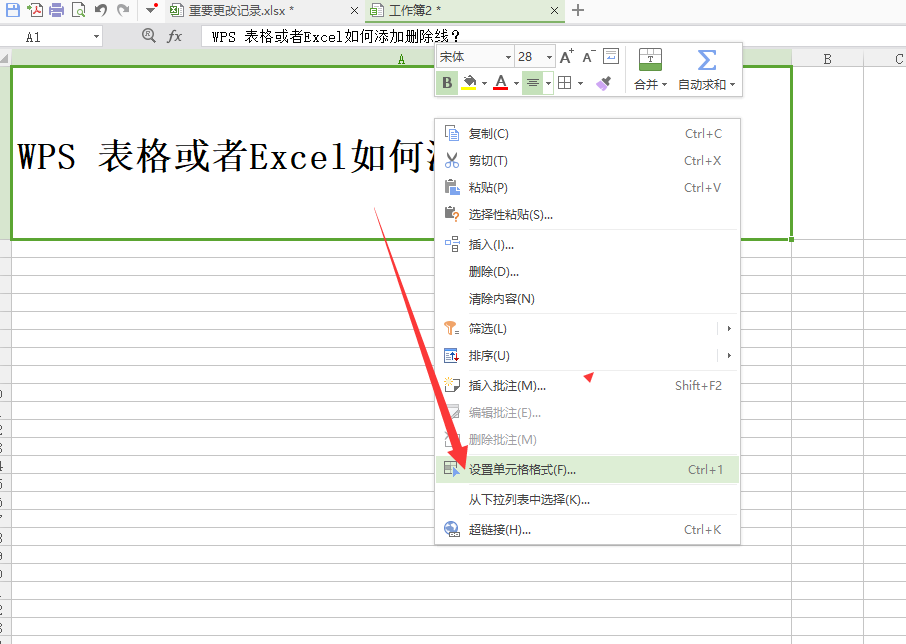 重要更改记录.xlsx *
工作簿2 *
A1
fx
WPS 表格或者Excel如何添加删除线？
A B C
宋体 28 A+ A-
B A 合并 自动求和
WPS 表格或者Excel如何
复制(C) Ctrl+C
剪切(T) Ctrl+X
粘贴(P) Ctrl+V
选择性粘贴(S)...
插入(I)...
删除(D)...
清除内容(N)
筛选(L)
排序(U)
插入批注(M)... Shift+F2
编辑批注(E)...
删除批注(M)
设置单元格格式(F)... Ctrl+1
从下拉列表中选择(K)...
超链接(H)... Ctrl+K